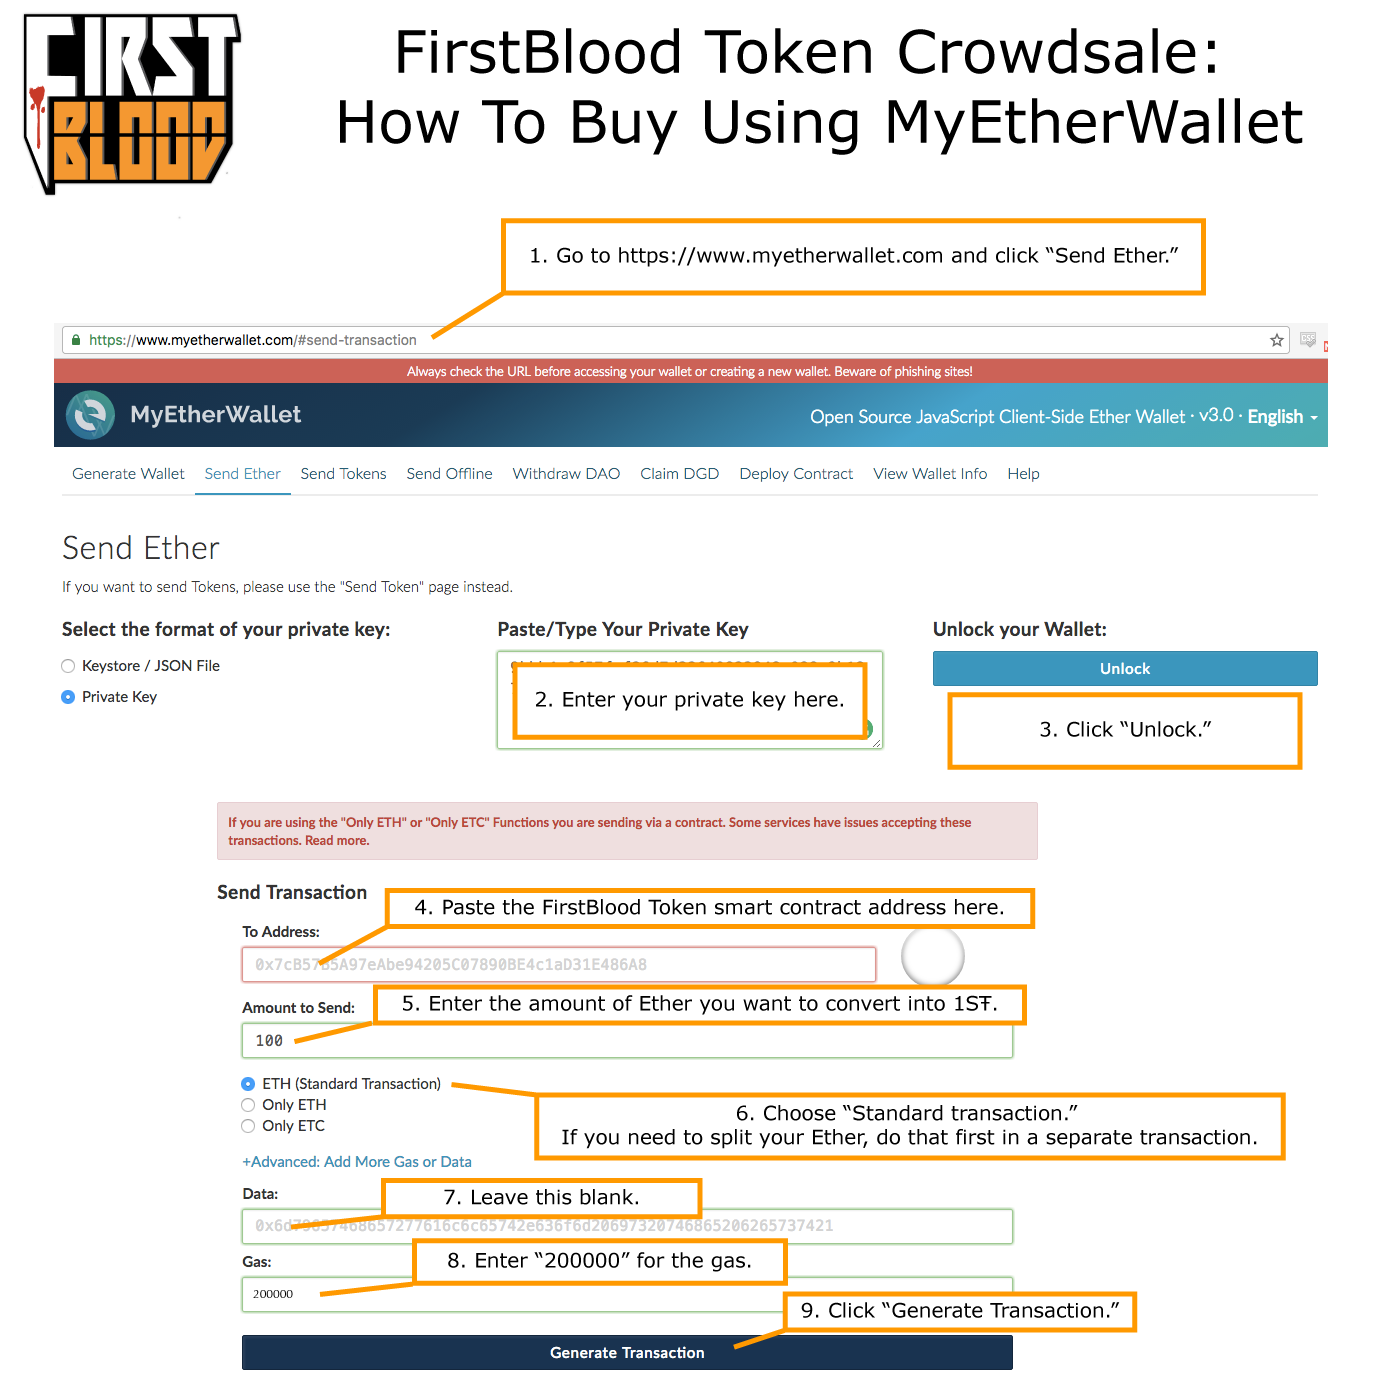 FIRST
BLOOD
FirstBlood Token Crowdsale:
How To Buy Using MyEtherWallet
1. Go to https://www.myetherwallet.com and click “Send Ether.”
https://www.myetherwallet.com/#send-transaction
Always check the URL before accessing your wallet or creating a new wallet. Beware of phishing sites!
MyEtherWallet
Open Source JavaScript Client-Side Ether Wallet · v3.0 · English
Generate Wallet Send Ether Send Tokens Send Offline Withdraw DAO Claim DGD Deploy Contract View Wallet Info Help
Send Ether
If you want to send Tokens, please use the "Send Token" page instead.
Select the format of your private key:
Keystore / JSON File
Private Key
Paste/Type Your Private Key
2. Enter your private key here.
Unlock your Wallet:
Unlock
3. Click “Unlock.”
If you are using the "Only ETH" or "Only ETC" Functions you are sending via a contract. Some services have issues accepting these
transactions. Read more.
Send Transaction
4. Paste the FirstBlood Token smart contract address here.
To Address:
0x7cB57B5A97eAbe94205C07890BE4c1aD31E486A8
Amount to Send:
5. Enter the amount of Ether you want to convert into 1SŦ.
100
ETH (Standard Transaction)
Only ETH
Only ETC
6. Choose “Standard transaction.”
If you need to split your Ether, do that first in a separate transaction.
+Advanced: Add More Gas or Data
Data:
7. Leave this blank.
Gas:
8. Enter “200000” for the gas.
200000
9. Click “Generate Transaction.”
Generate Transaction